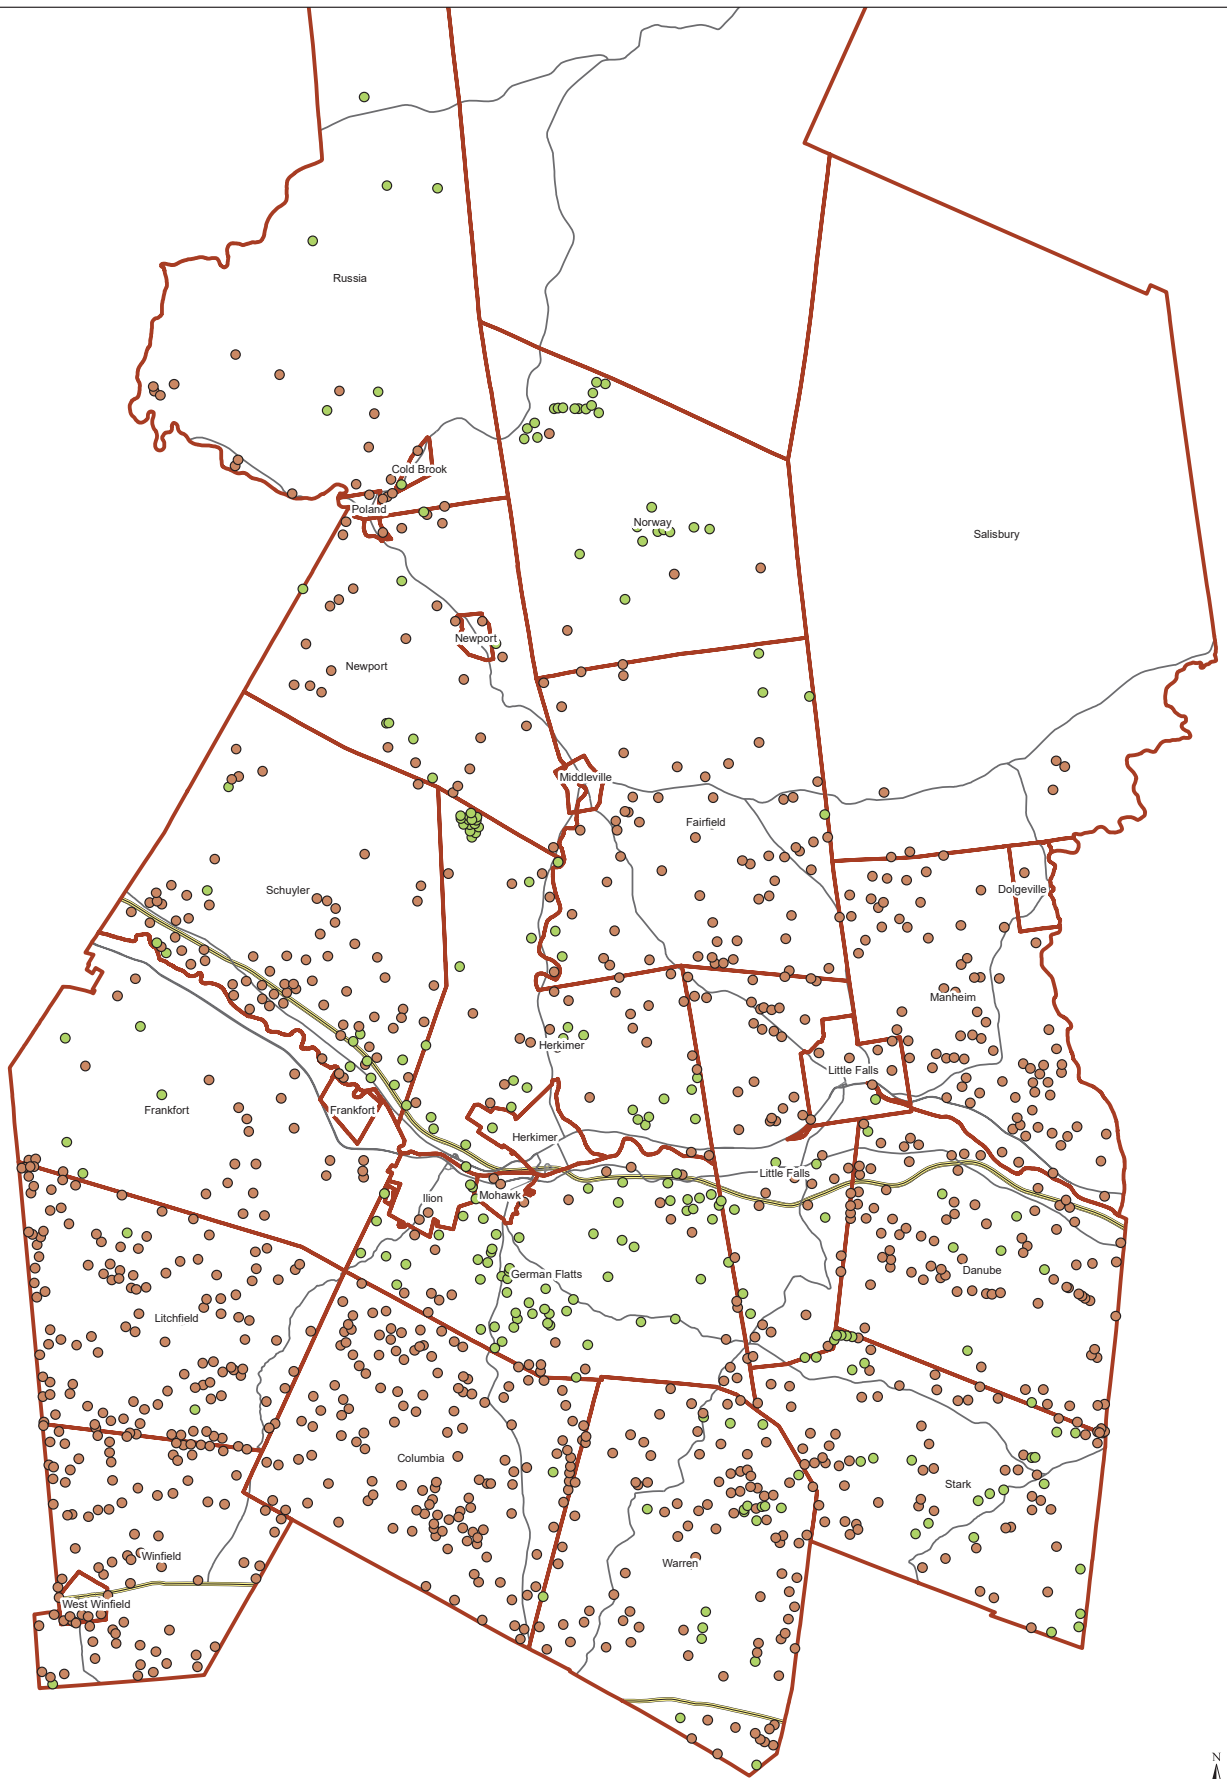 Russia
Cold Brook
Poland
Norway
Salisbury
Newport
Newport
Middleville
Fairfield
Schuyler
Dolgeville
Manheim
Herkimer
Little Falls
Frankfort
Frankfort
Herkimer
Little Falls
Ilion
Mohawk
German Flatts
Danube
Litchfield
Columbia
Stark
Winfield
Warren
West Winfield
N